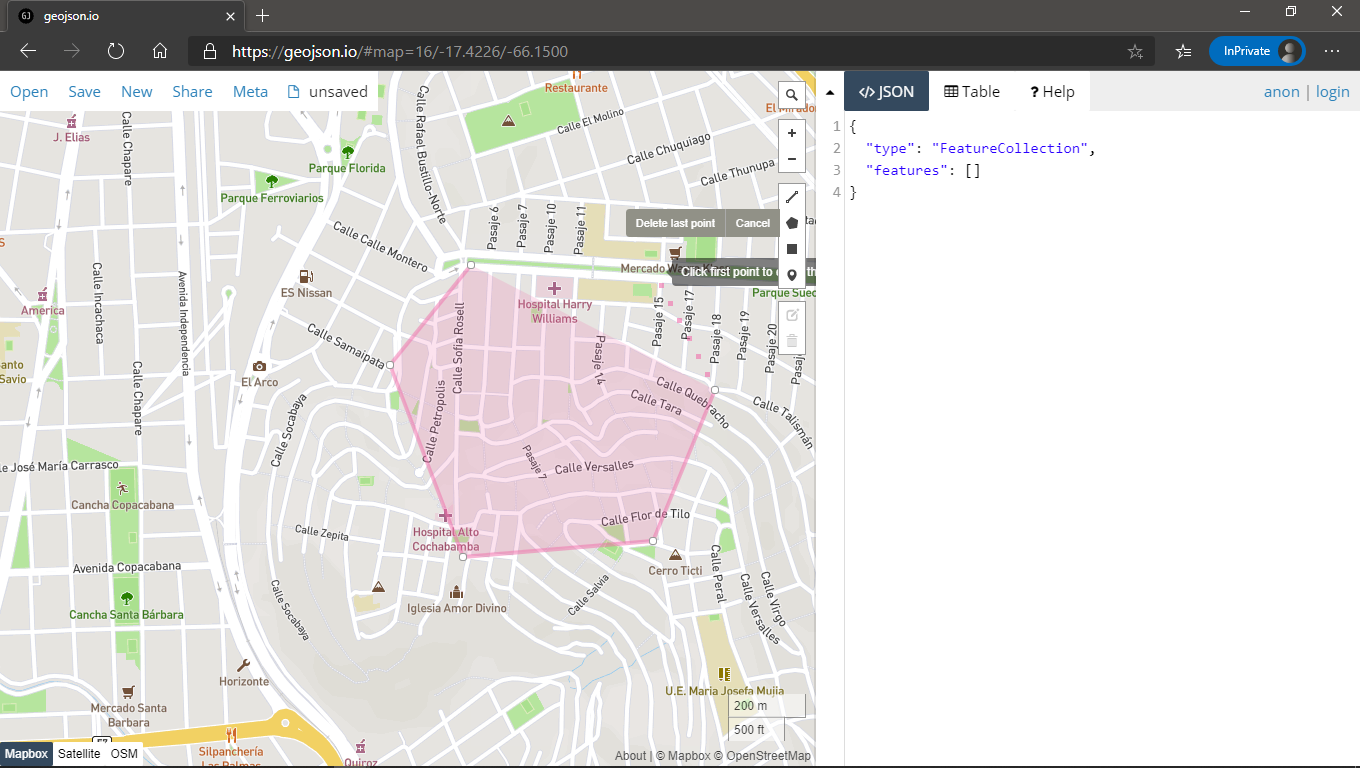 geojson.io
https://geojson.io/#map=16/-17.4226/-66.1500
InPrivate
Open Save New Share Meta unsaved
</> JSON Table ? Help
anon | login
1 {
2 "type": "FeatureCollection",
3 "features": []
4 }
Restaurante
El Mirador
Calle El Molino
Calle Rafael Bustillo-Norte
Calle Chuquiago
Calle Thunupa
J. Elias
Calle Chapare
Parque Florida
Parque Ferroviarios
Pasaje 6
Pasaje 7
Pasaje 10
Pasaje 11
Delete last point Cancel
Calle Calle Montero
Mercado
Click first point to
Parque Suec
ES Nissan
Hospital Harry
Williams
Calle Incachaca
Avenida Independencia
America
Calle Samaipata
Calle Sofía Rosell
Pasaje 14
Pasaje 15
Pasaje 17
Pasaje 18
Pasaje 19
Pasaje 20
Pasaje
anto
Savio
El Arco
Calle Chapare
Calle Socabaya
Calle Petropolis
Calle Quebracho
Calle Tara
Calle Talismán
le José María Carrasco
Pasaje 7
Calle Versalles
Cancha Copacabana
Calle Flor de Tilo
Calle Zepita
Hospital Alto
Cochabamba
Avenida Copacabana
Cerro Ticti
Calle Peral
Calle Virgo
Calle Versalles
Calle Salvia
Iglesia Amor Divino
Calle Socabaya
Cancha Santa Bárbara
Horizonte
U.E. Maria Josefa Mujia
Mercado Santa
Barbara
200 m
500 ft
Silpanchería
Las Palmas
Quiroz
Mapbox Satellite OSM
About | © Mapbox © OpenStreetMap